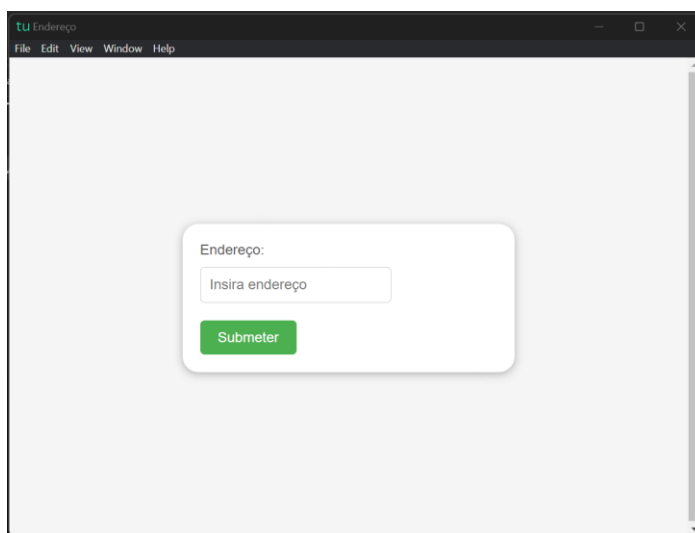 tu Endereço
File Edit View Window Help
Endereço:
Insira endereço
Submeter